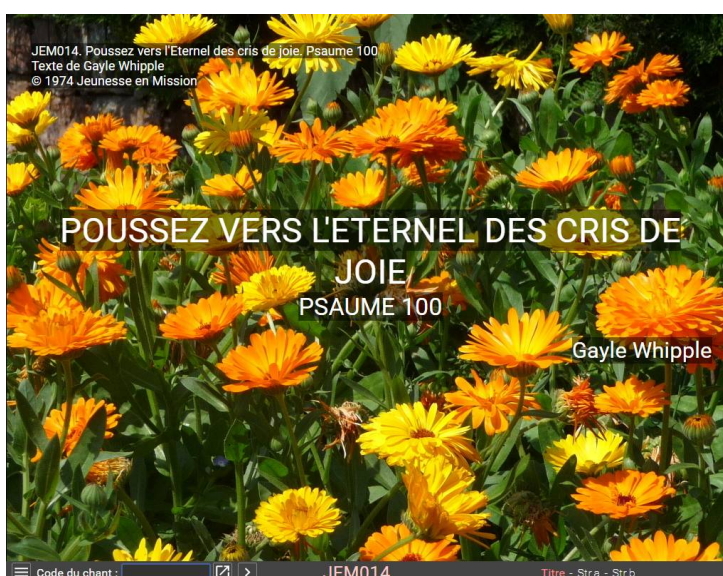 JEM014. Poussez vers l'Eternel des cris de joie. Psaume 100
Texte de Gayle Whipple
© 1974 Jeunesse en Mission
POUSSEZ VERS L'ETERNEL DES CRIS DE
JOIE
PSAUME 100
Gayle Whipple
Code du chant : JEM014 Titre - Str.a - Str.b